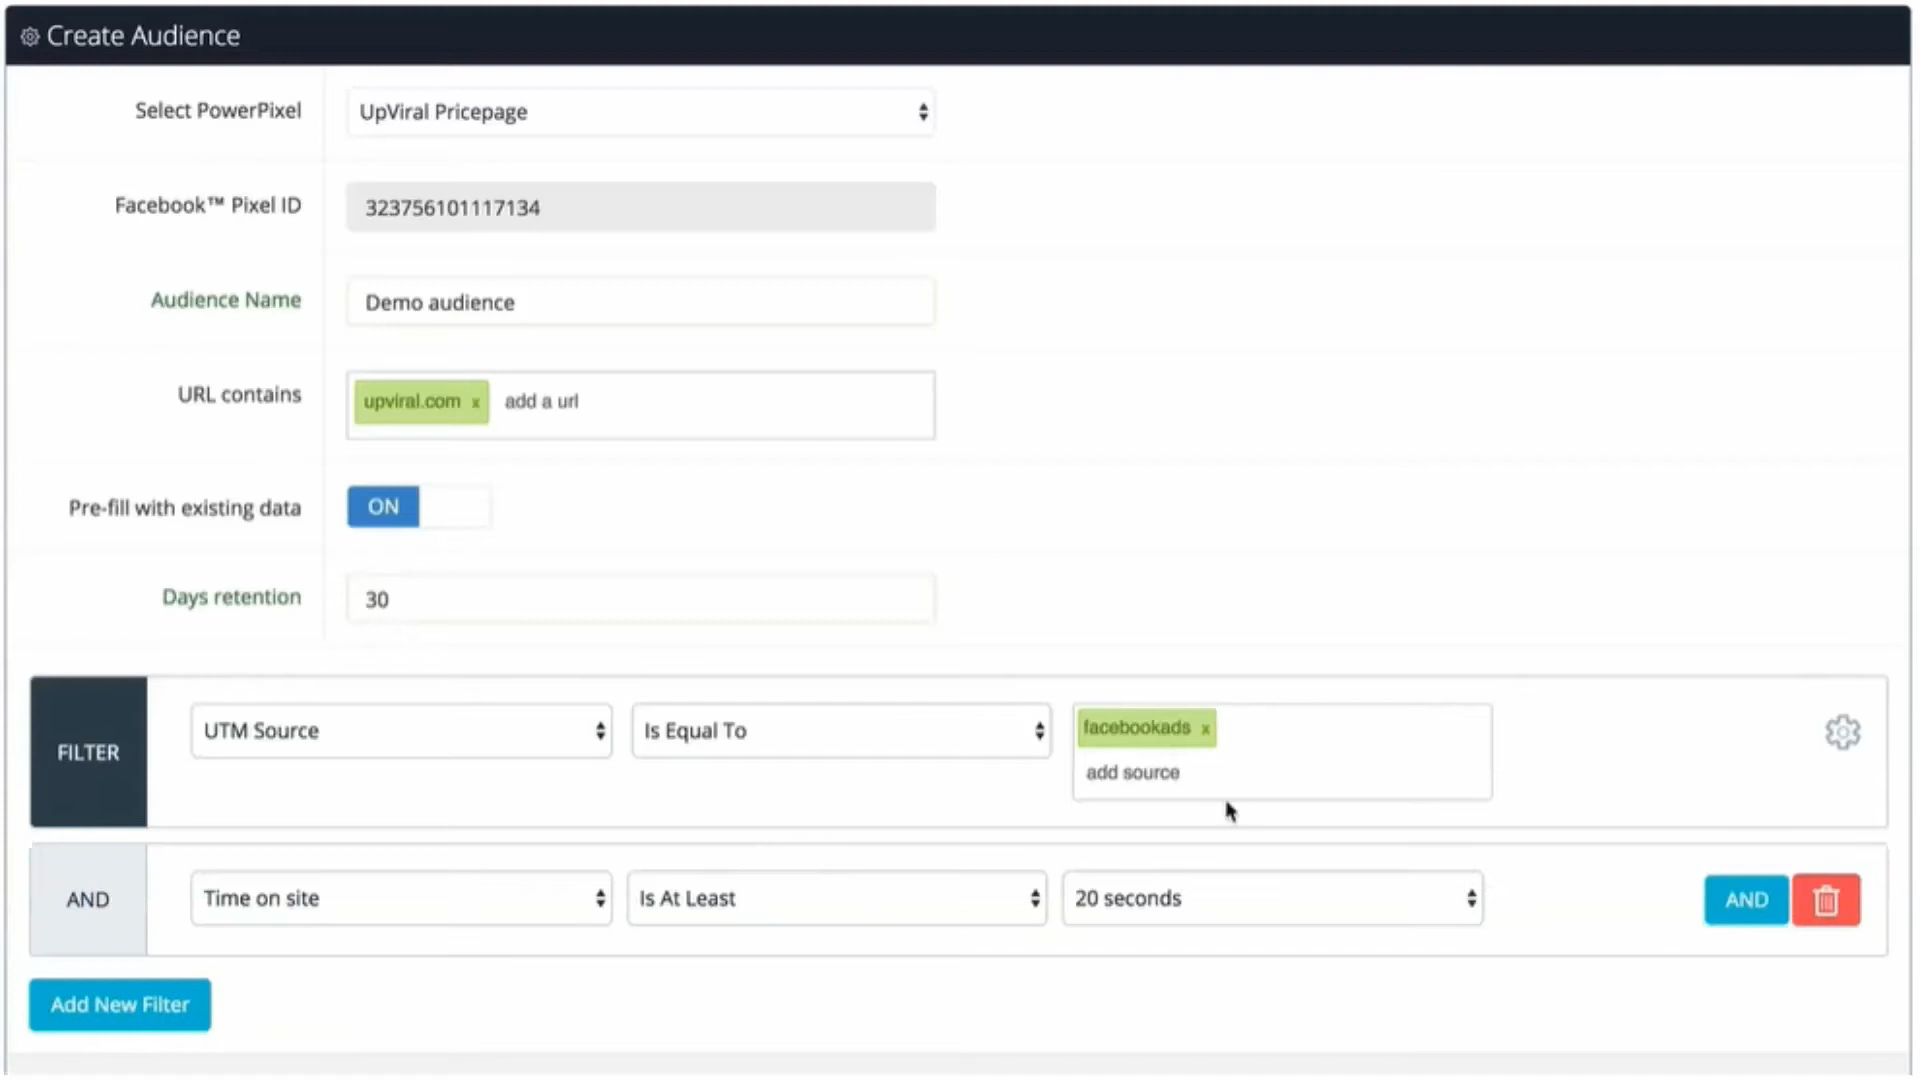 Create Audience
Select PowerPixel
UpViral Pricepage
Facebook™ Pixel ID
323756101117134
Audience Name
Demo audience
URL contains
upviral.com x add a url
Pre-fill with existing data
ON
Days retention
30
FILTER
UTM Source
Is Equal To
facebookads x
add source
AND
Time on site
Is At Least
20 seconds
AND
Add New Filter